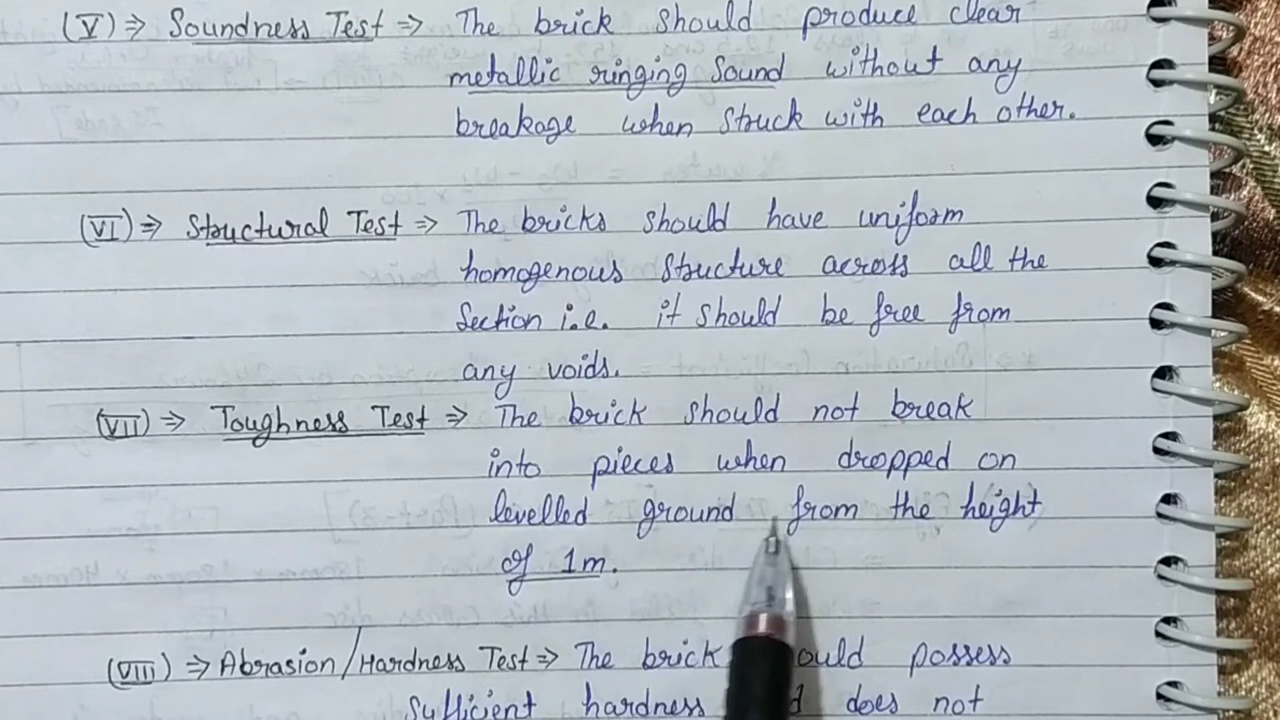 (V) ⇒ Soundness Test ⇒ The brick should produce clear
metallic ringing Sound without any
breakage when Struck with each other.
(VI) ⇒ Structural Test ⇒ The bricks should have uniform
homogenous Structure across all the
Section i.e. it should be free from
any voids.
(VII) ⇒ Toughness Test ⇒ The brick should not break
into pieces when dropped on
levelled ground from the height
of 1m.
(VIII) ⇒ Abrasion/Hardness Test ⇒ The brick ould possess
Sufficient hardness does not